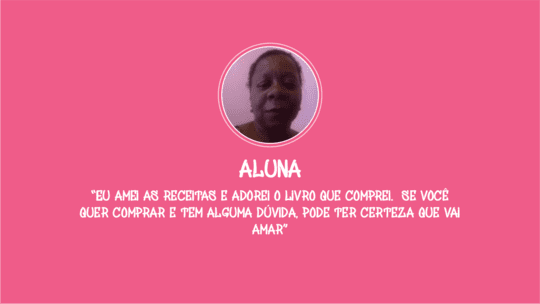 ALUNA
"EU AMEI AS RECEITAS E ADOREI O LIVRO QUE COMPREI. SE VOCÊ
QUER COMPRAR E TEM ALGUMA DÚVIDA, PODE TER CERTEZA QUE VAI
AMAR"